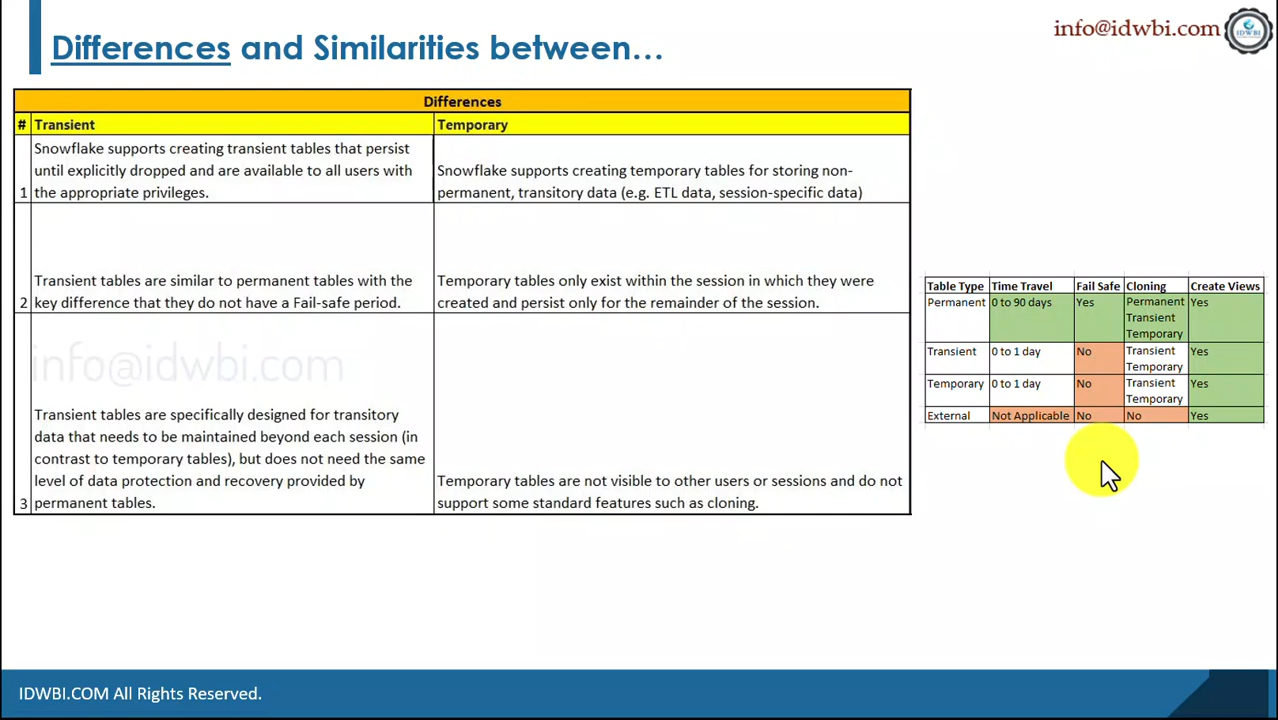 Differences and Similarities between…
info@idwbi.com
IDWBI
Differences
# Transient Temporary
Snowflake supports creating transient tables that persist
until explicitly dropped and are available to all users with
1 the appropriate privileges.
Snowflake supports creating temporary tables for storing non-
permanent, transitory data (e.g. ETL data, session-specific data)
Transient tables are similar to permanent tables with the
2 key difference that they do not have a Fail-safe period.
Temporary tables only exist within the session in which they were
created and persist only for the remainder of the session.
info@idwbi.com
Transient tables are specifically designed for transitory
data that needs to be maintained beyond each session (in
contrast to temporary tables), but does not need the same
level of data protection and recovery provided by
3 permanent tables.
Temporary tables are not visible to other users or sessions and do not
support some standard features such as cloning.
Table Type Time Travel Fail Safe Cloning Create Views
Permanent 0 to 90 days Yes Permanent Yes
Transient
Temporary
Transient 0 to 1 day No Transient Yes
Temporary
Temporary 0 to 1 day No Transient Yes
Temporary
External Not Applicable No No Yes
IDWBI.COM All Rights Reserved.